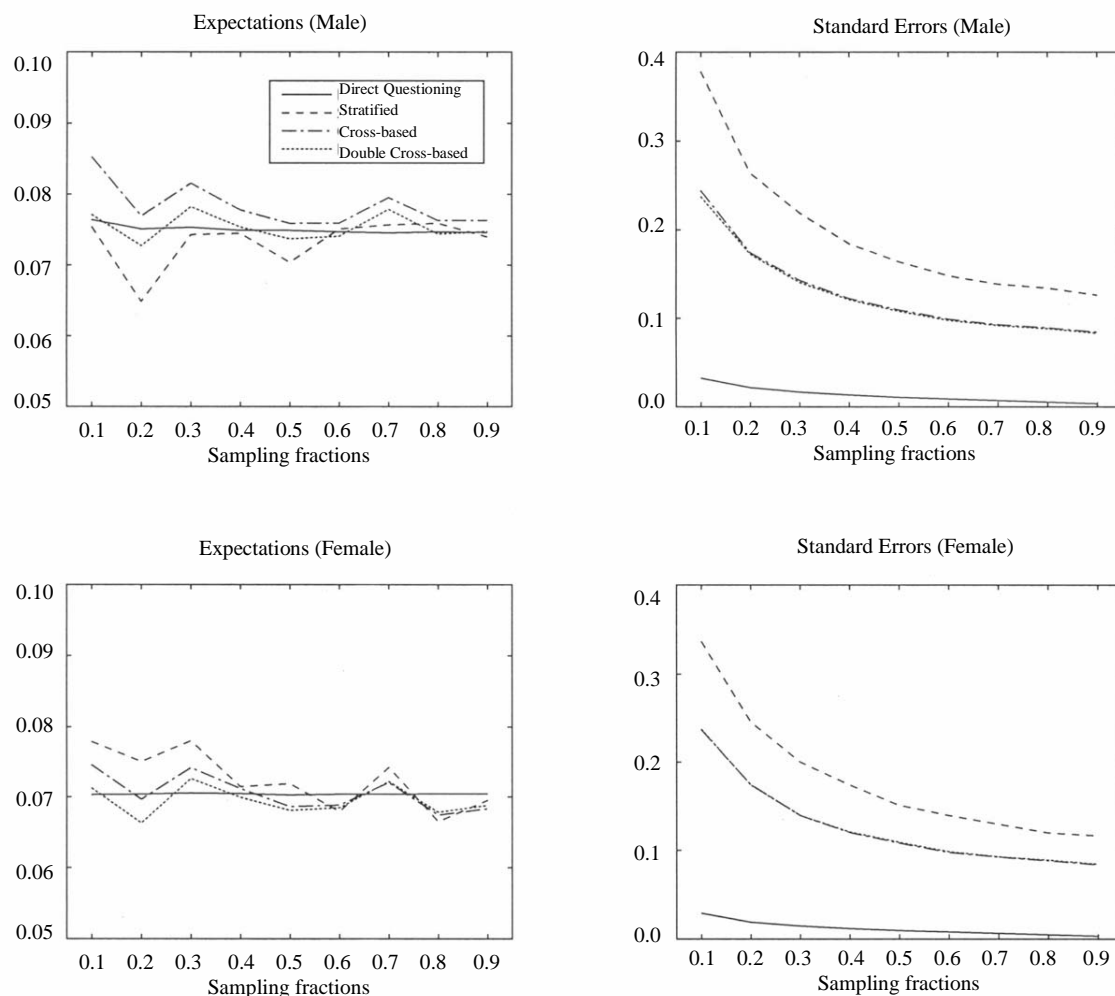 Expectations (Male)
0.10
0.09
0.08
0.07
0.06
0.05
Direct Questioning
Stratified
Cross-based
Double Cross-based
0.1 0.2 0.3 0.4 0.5 0.6 0.7 0.8 0.9
Sampling fractions
Standard Errors (Male)
0.4
0.3
0.2
0.1
0.0
0.1 0.2 0.3 0.4 0.5 0.6 0.7 0.8 0.9
Sampling fractions
Expectations (Female)
0.10
0.09
0.08
0.07
0.06
0.05
0.1 0.2 0.3 0.4 0.5 0.6 0.7 0.8 0.9
Sampling fractions
Standard Errors (Female)
0.4
0.3
0.2
0.1
0.0
0.1 0.2 0.3 0.4 0.5 0.6 0.7 0.8 0.9
Sampling fractions